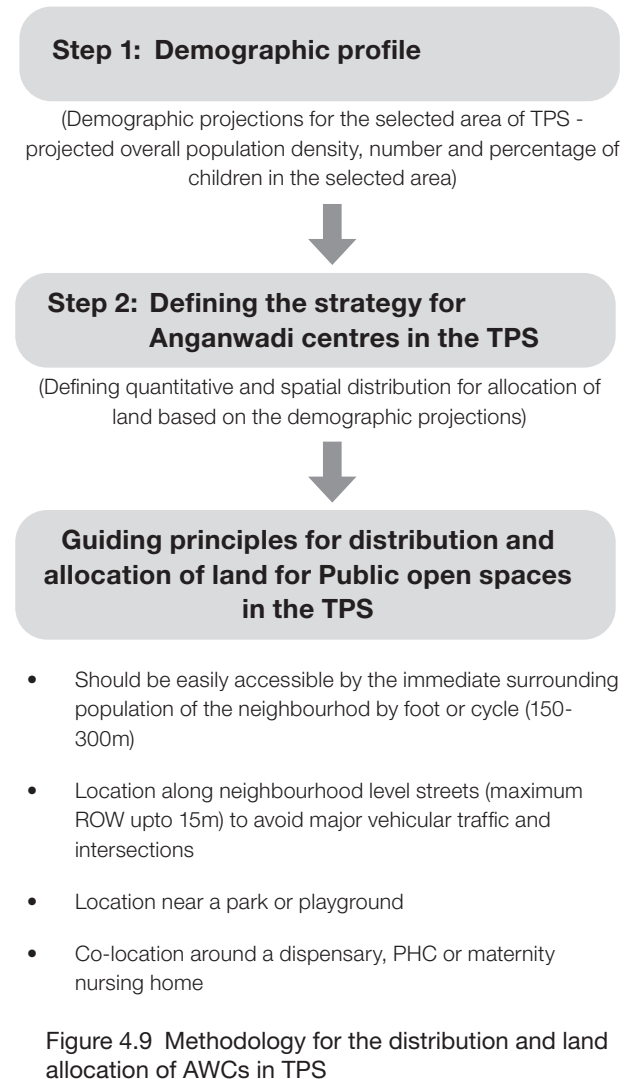 Step 1: Demographic profile
(Demographic projections for the selected area of TPS -
projected overall population density, number and percentage of
children in the selected area)
Step 2: Defining the strategy for
Anganwadi centres in the TPS
(Defining quantitative and spatial distribution for allocation of
land based on the demographic projections)
Guiding principles for distribution and
allocation of land for Public open spaces
in the TPS
• Should be easily accessible by the immediate surrounding
population of the neighbourhod by foot or cycle (150-
300m)
• Location along neighbourhood level streets (maximum
ROW upto 15m) to avoid major vehicular traffic and
intersections
• Location near a park or playground
• Co-location around a dispensary, PHC or maternity
nursing home
Figure 4.9 Methodology for the distribution and land
allocation of AWCs in TPS